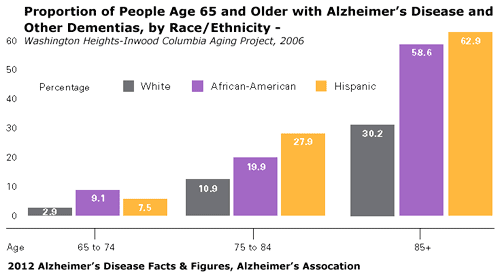 Proportion of People Age 65 and Older with Alzheimer's Disease and
Other Dementias, by Race/Ethnicity -
Washington Heights-Inwood Columbia Aging Project, 2006
60
50
40
30
20
10
0
Percentage
White
African-American
Hispanic
2.9
9.1
7.5
10.9
19.9
27.9
30.2
58.6
62.9
Age
65 to 74
75 to 84
85+
2012 Alzheimer's Disease Facts & Figures, Alzheimer's Assocation